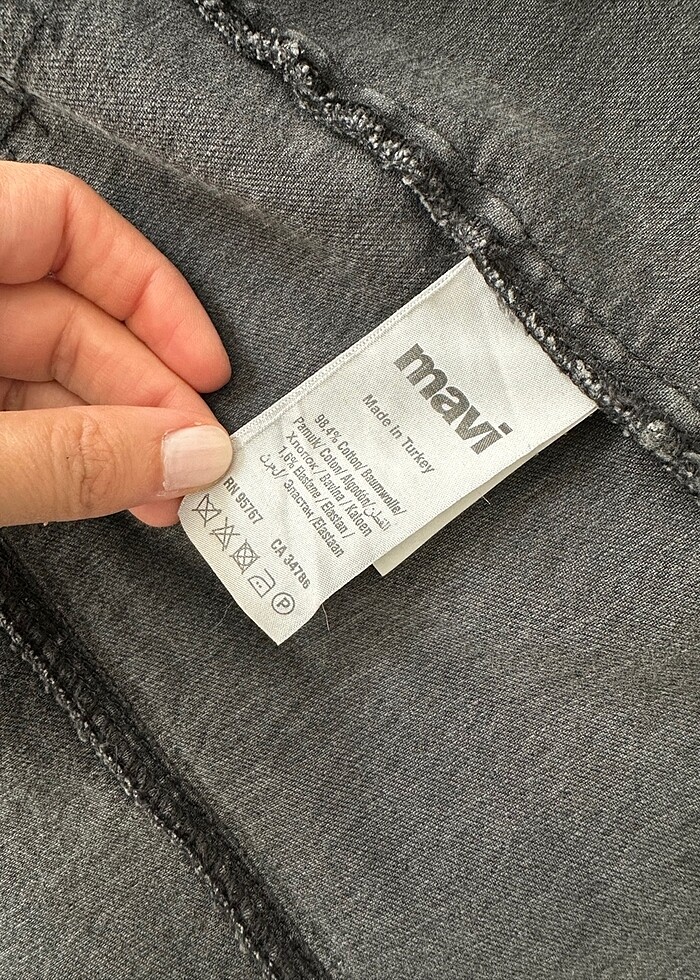 mavi
Made in Turkey
98,4% Cotton/ Baumwolle/
Pamuk/ Coton/ Algodon/ القطن/
Хлопок / Bavlna / Katoen
1,6% Elastane / Elastan /
Эластан /Elastaan
RN 95767 CA 34786
P